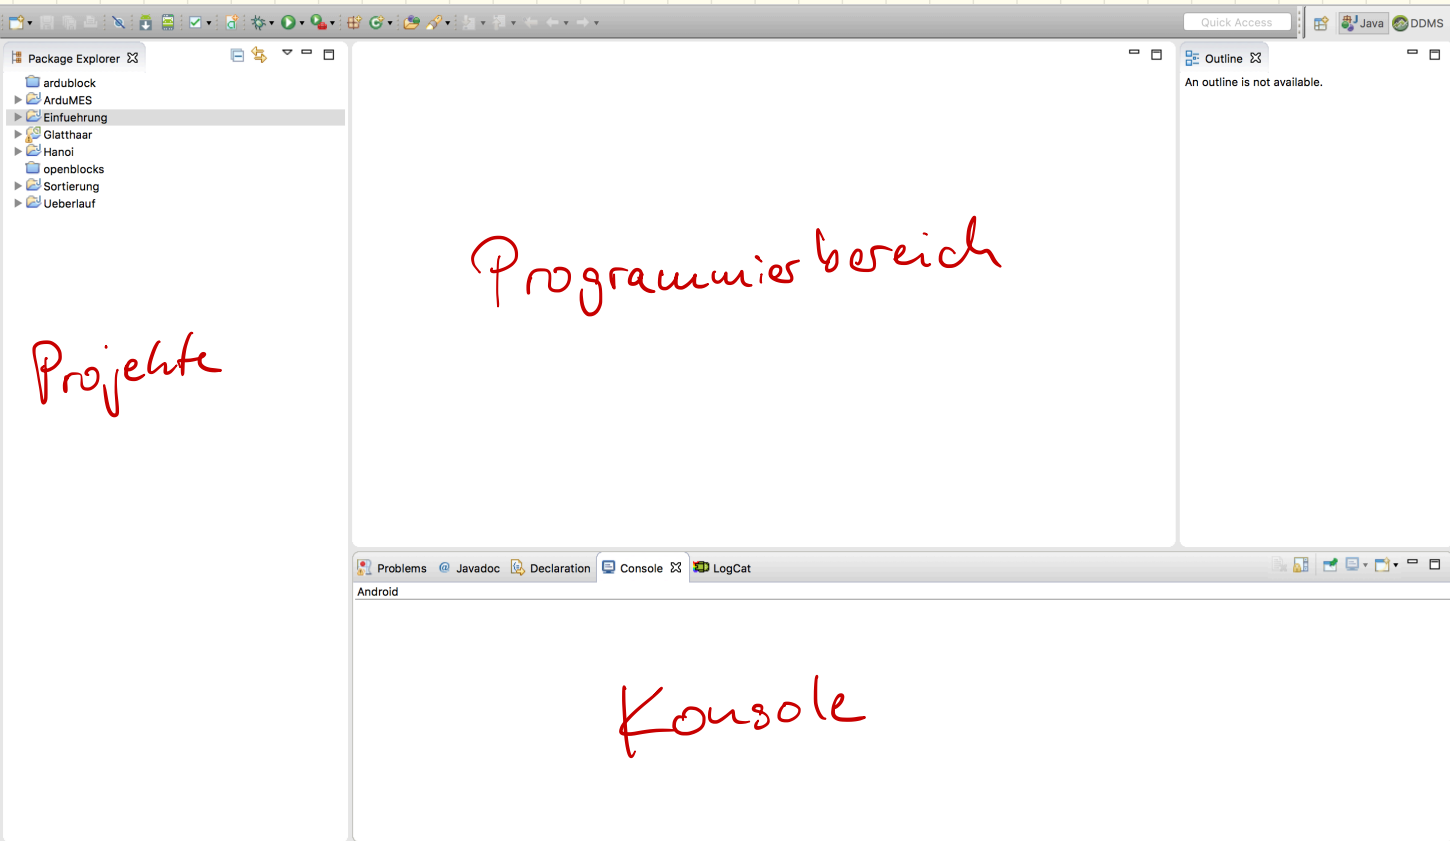 Quick Access
Java
DDMS
Package Explorer
ardublock
ArduMES
Einfuehrung
Glatthaar
Hanoi
openblocks
Sortierung
Ueberlauf
Projekte
Programmierbereich
Outline
An outline is not available.
Problems
@ Javadoc
Declaration
Console
LogCat
Android
Konsole